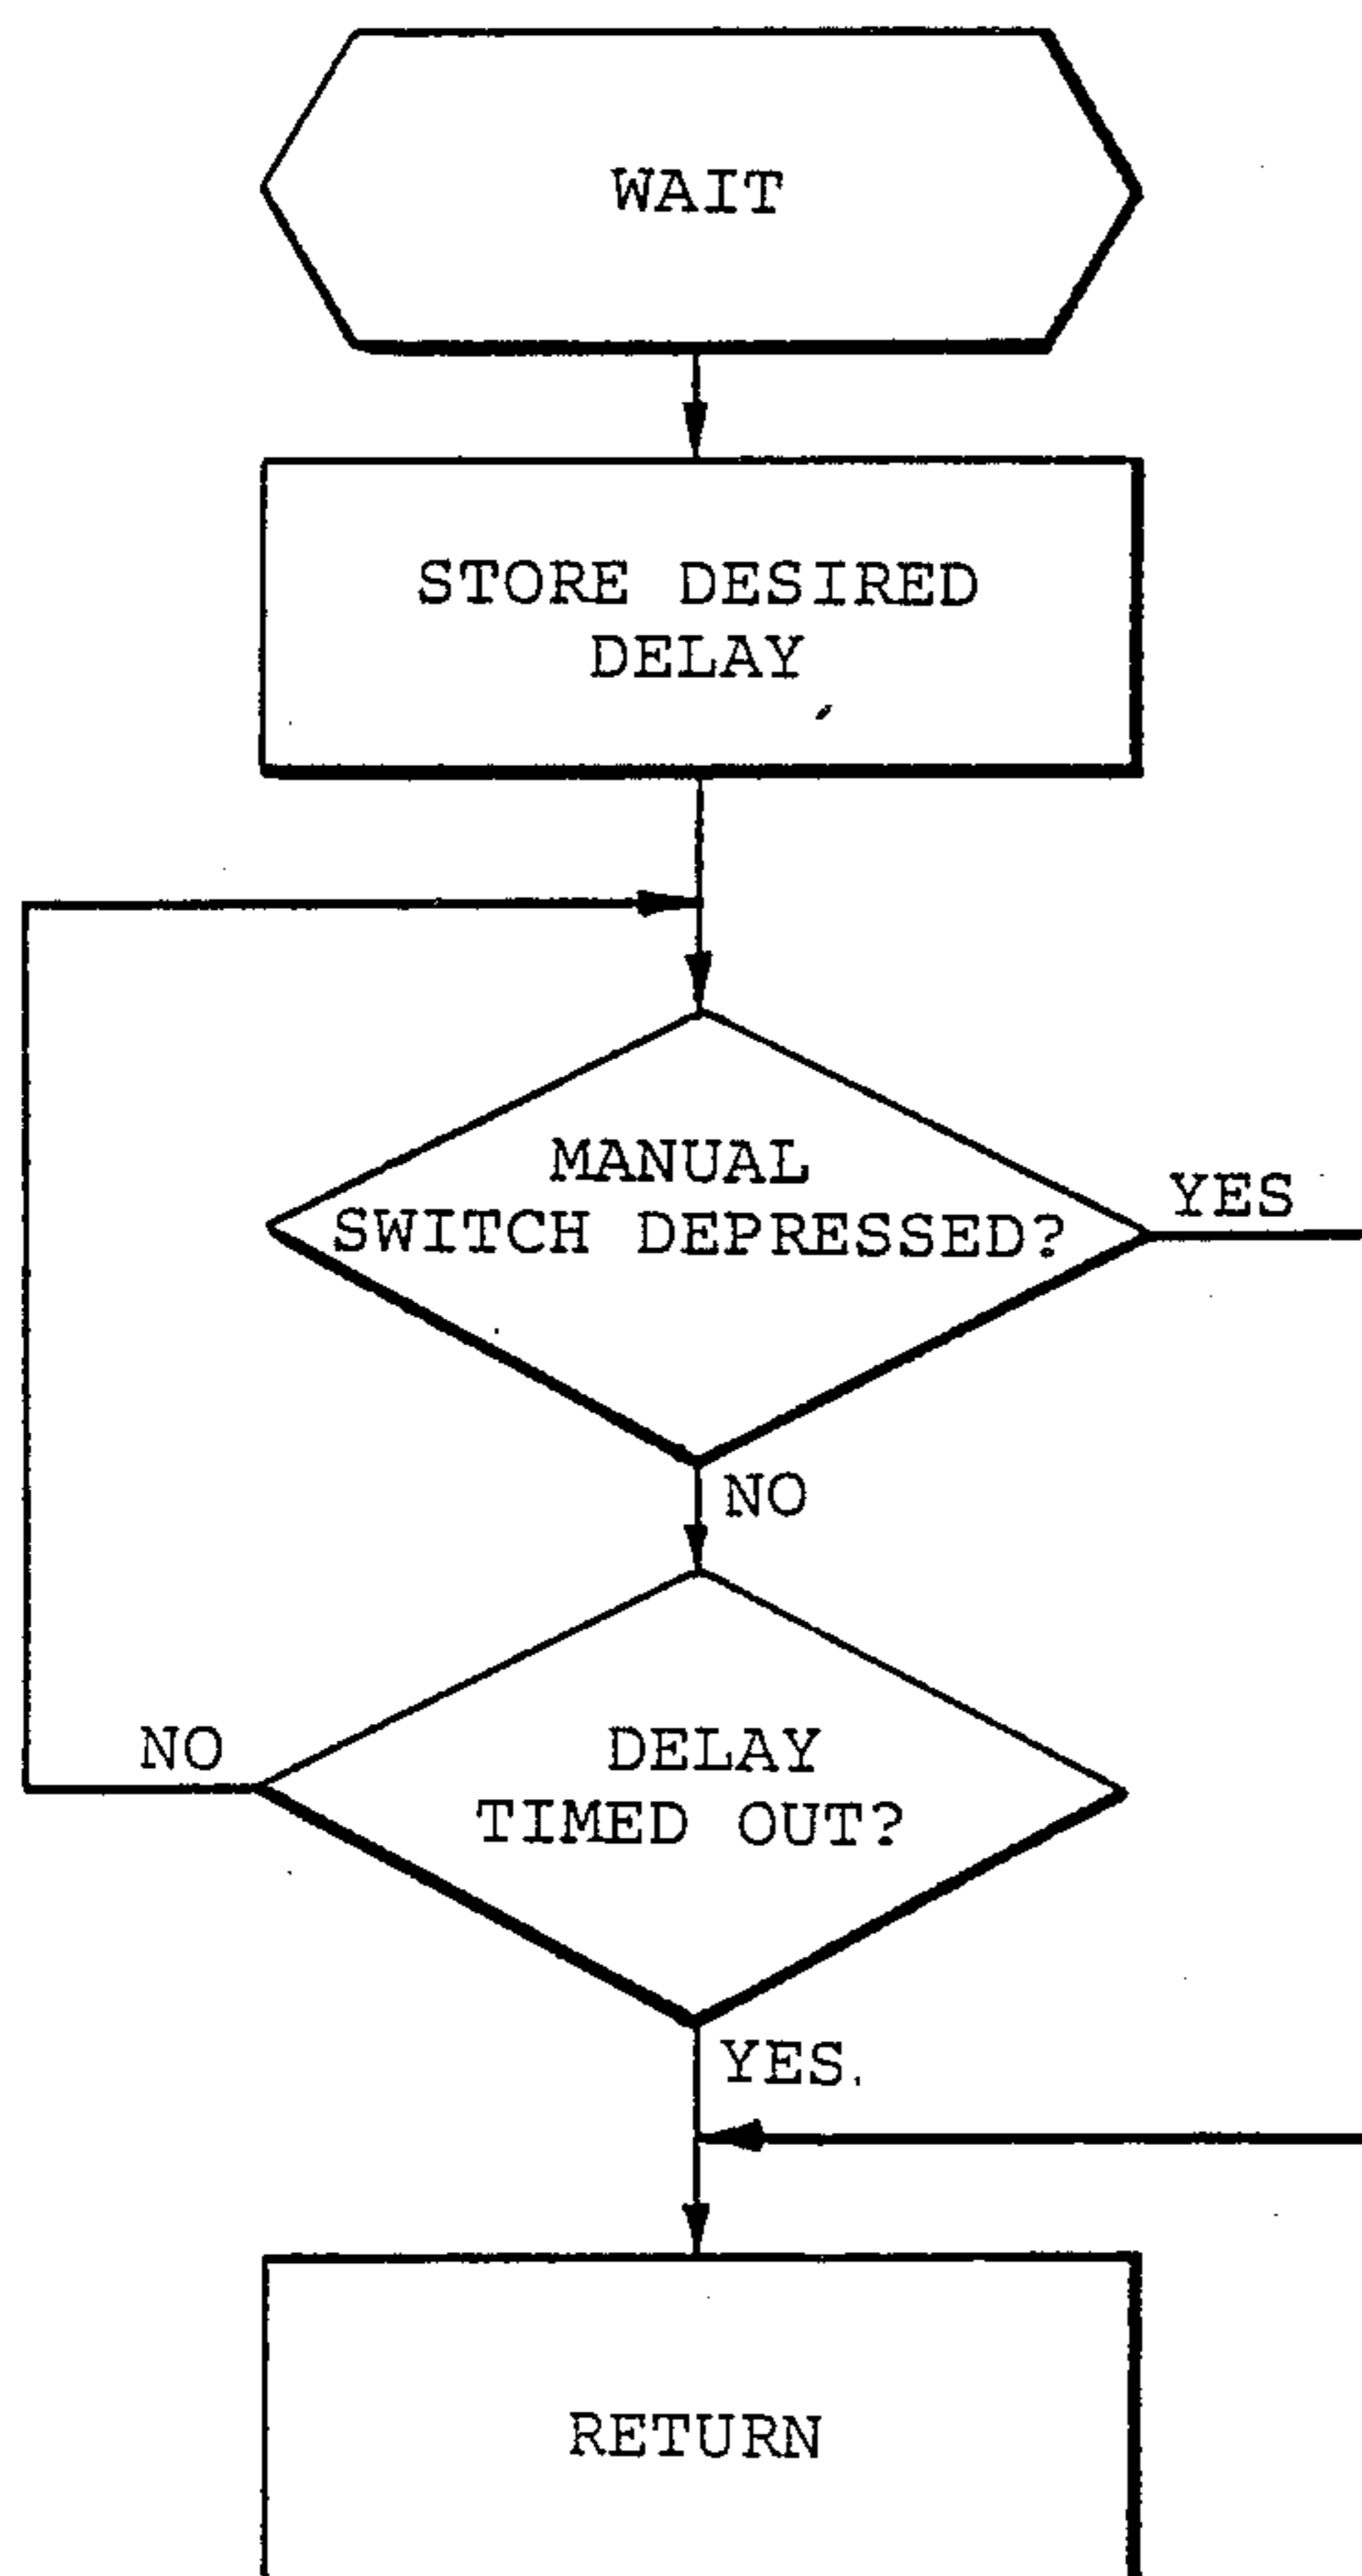 WAIT
STORE DESIRED
DELAY
MANUAL
SWITCH DEPRESSED?
YES
NO
DELAY
TIMED OUT?
NO
YES.
RETURN